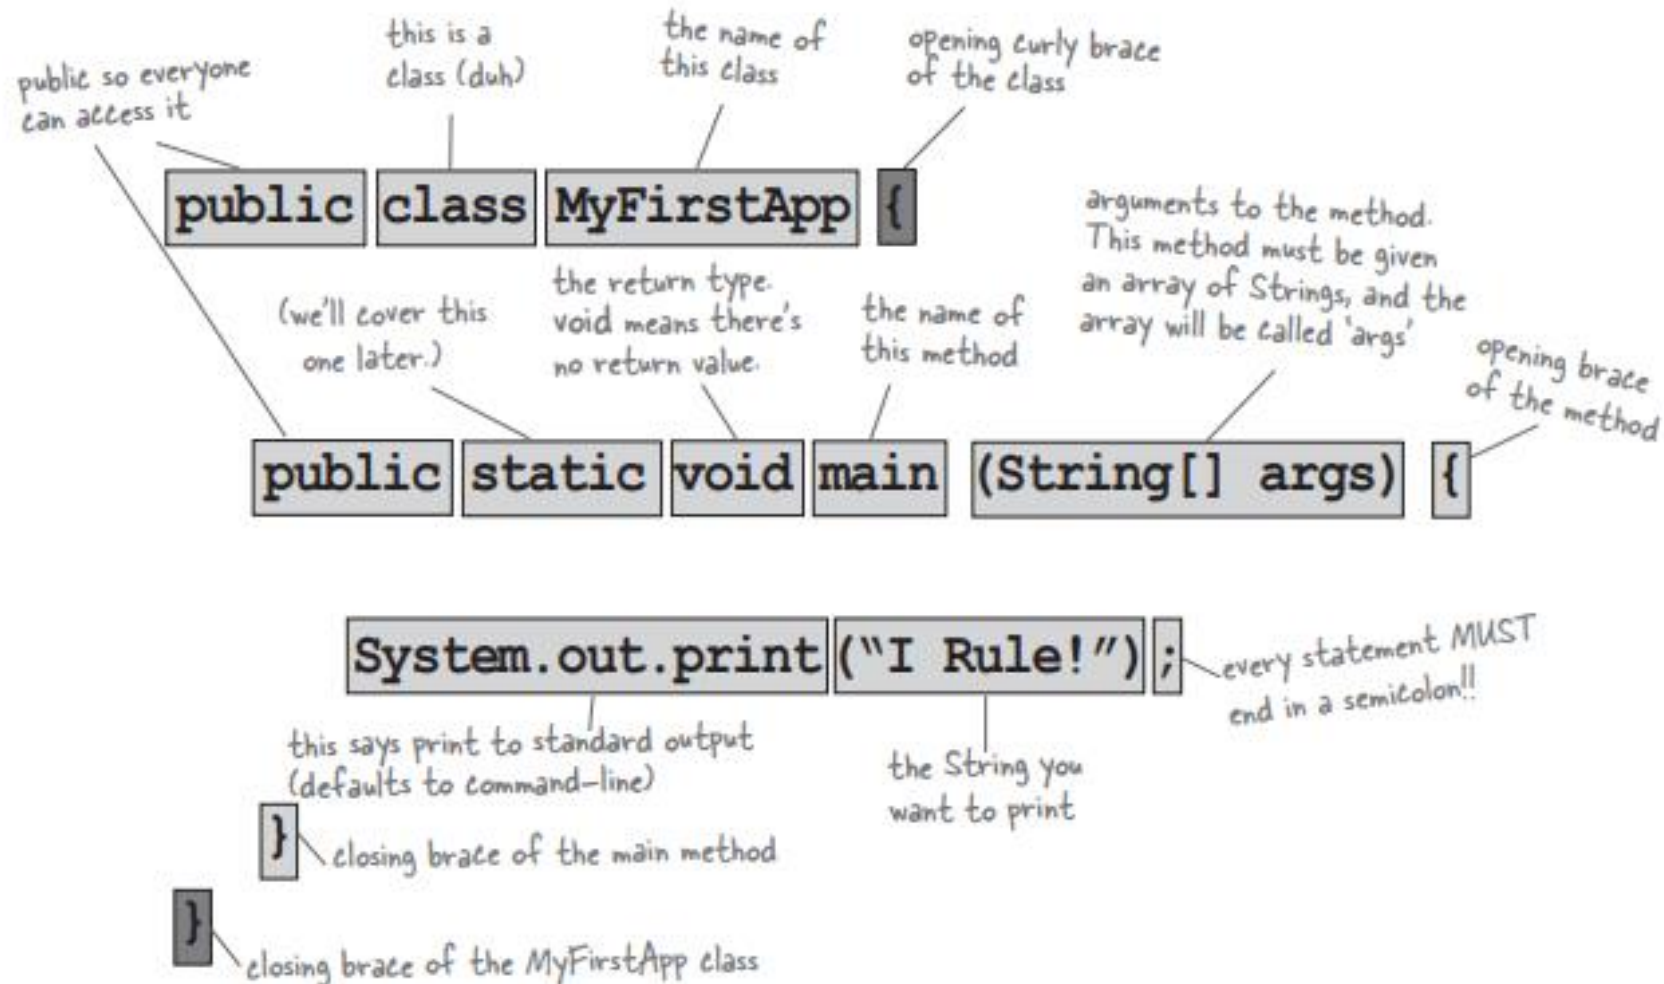 this is a
class (duh)
the name of
this class
opening curly brace
of the class
public so everyone
can access it
public class MyFirstApp {
arguments to the method.
This method must be given
an array of Strings, and the
array will be called 'args'
(we'll cover this
one later.)
the return type.
void means there's
no return value.
the name of
this method
opening brace
of the method
public static void main (String[] args) {
System.out.print(“I Rule!”);
every statement MUST
end in a semicolon!!
this says print to standard output
(defaults to command-line)
the String you
want to print
}
closing brace of the main method
}
closing brace of the MyFirstApp class